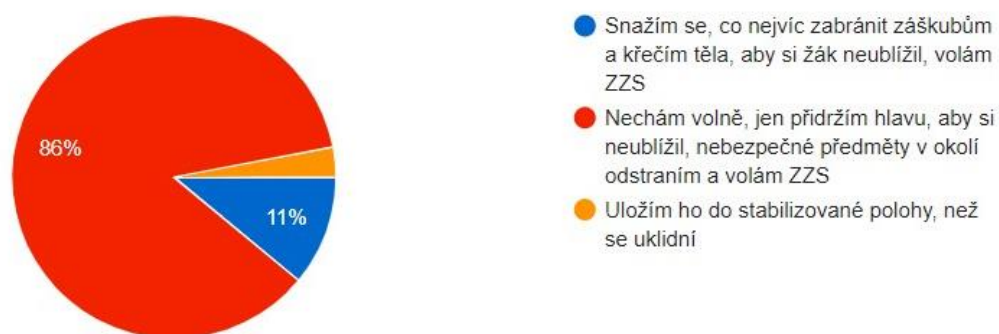 Snažím se, co nejvíc zabránit záškubům
a křečím těla, aby si žák neublížil, volám
ZZS
Nechám volně, jen přidržím hlavu, aby si
neublížil, nebezpečné předměty v okolí
odstraním a volám ZZS
Uložím ho do stabilizované polohy, než
se uklidní
86%
11%